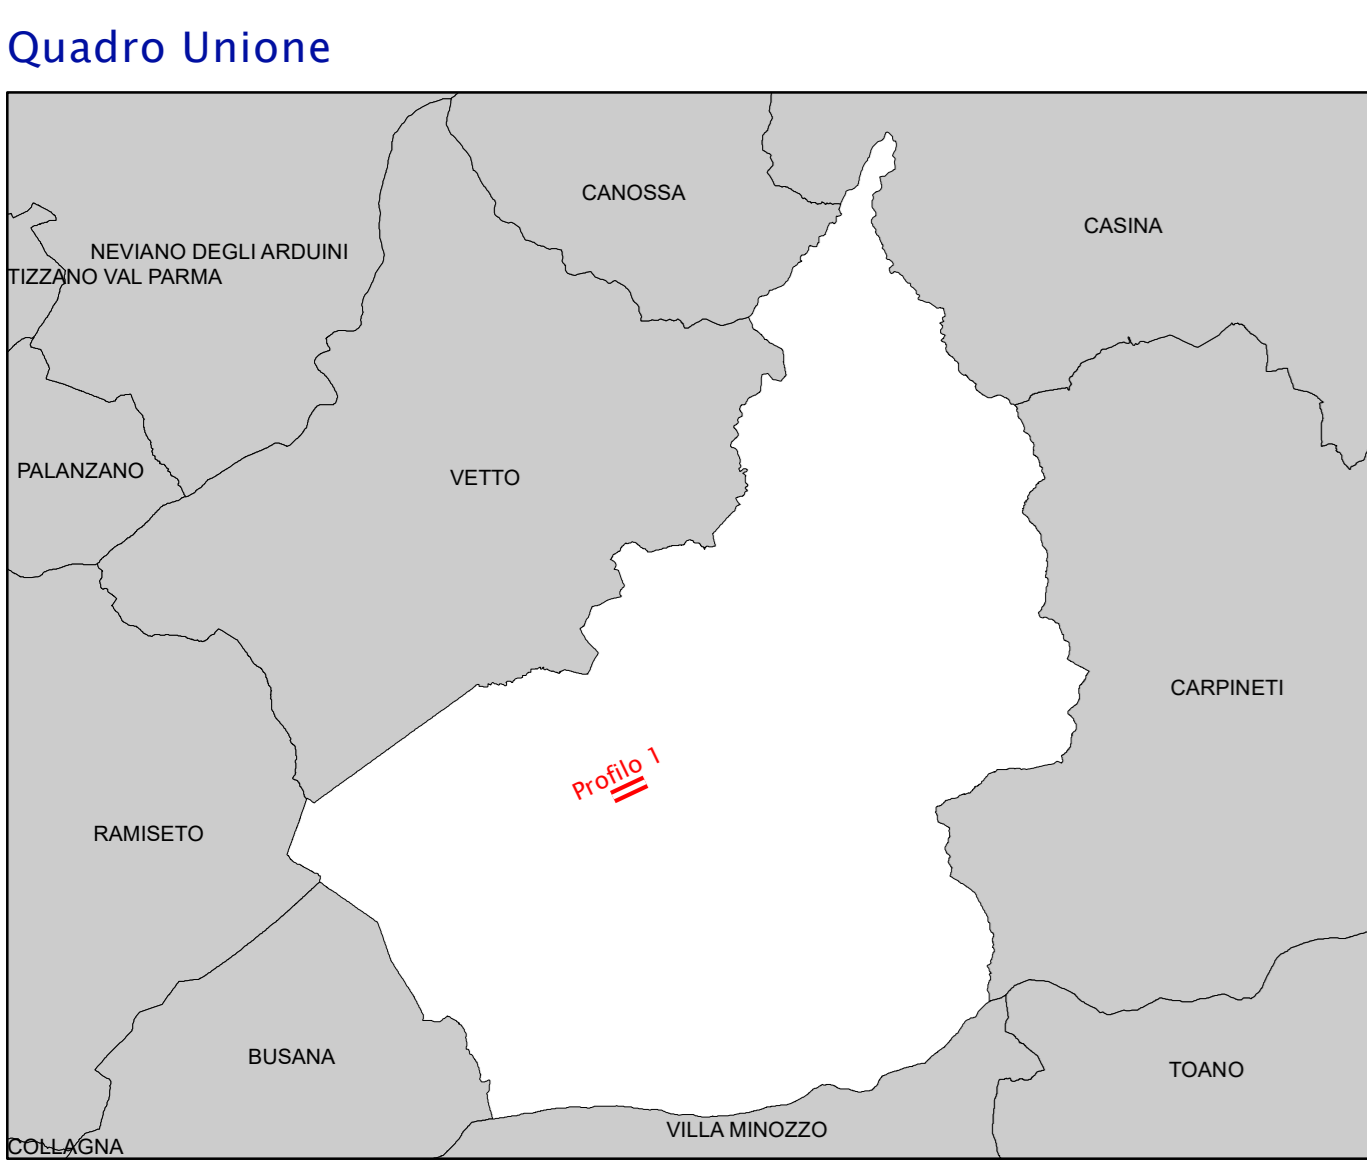 Quadro Unione
CANOSSA
CASINA
NEVIANO DEGLI ARDUINI
TIZZANO VAL PARMA
PALANZANO
VETTO
CARPINETI
Profilo 1
RAMISETO
BUSANA
TOANO
VILLA MINOZZO
COLLAGNA